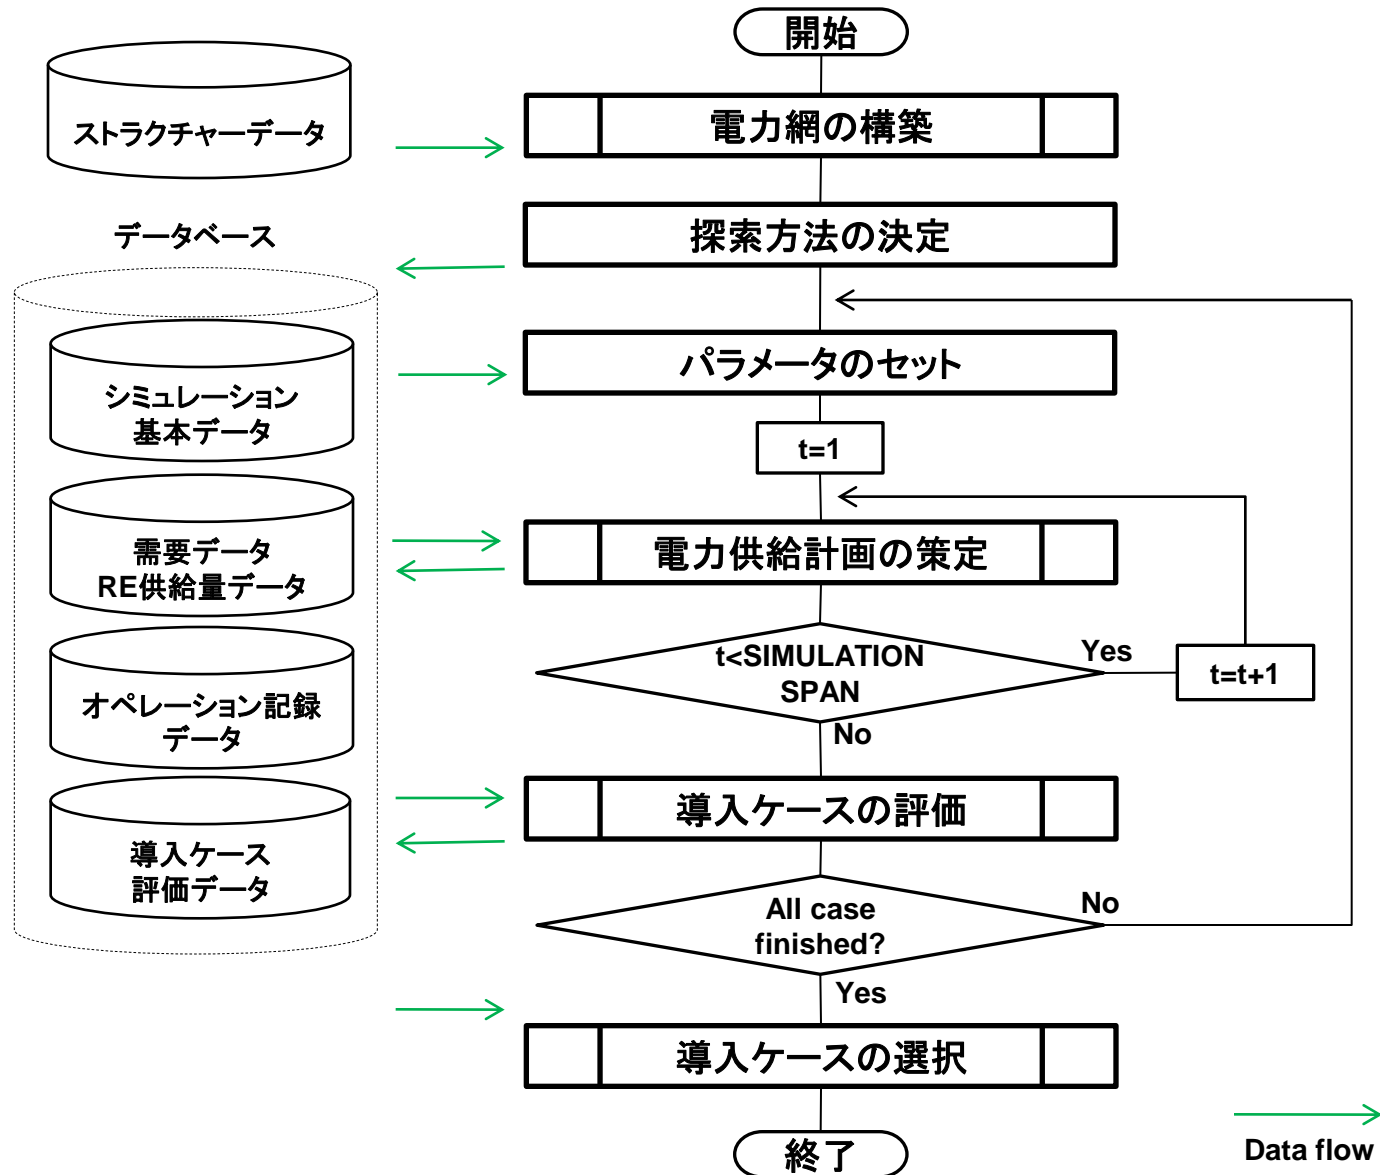 開始
ストラクチャーデータ
電力網の構築
データベース
探索方法の決定
シミュレーション
基本データ
パラメータのセット
t=1
需要データ
RE供給量データ
電力供給計画の策定
t<SIMULATION
SPAN
Yes
t=t+1
No
オペレーション記録
データ
導入ケースの評価
導入ケース
評価データ
All case
finished?
No
Yes
導入ケースの選択
終了
Data flow